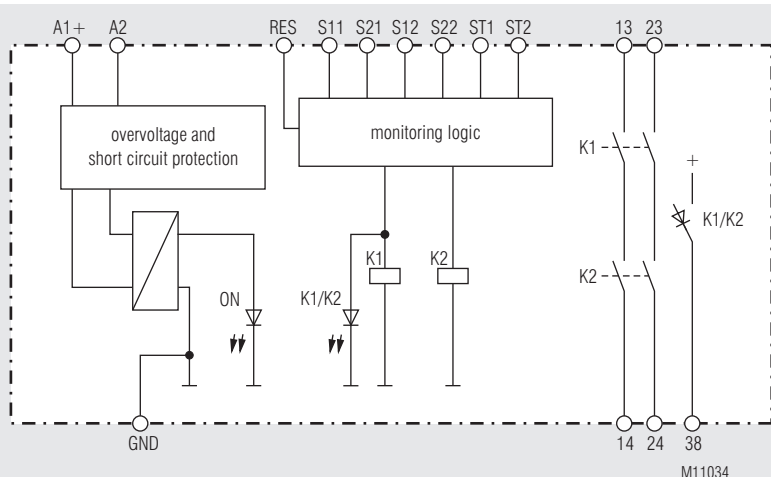 A1+ A2 RES S11 S21 S12 S22 ST1 ST2 13 23
overvoltage and
short circuit protection
monitoring logic
K1
+
K1/K2
K1 K2
K2
ON K1/K2
GND 14 24 38
M11034